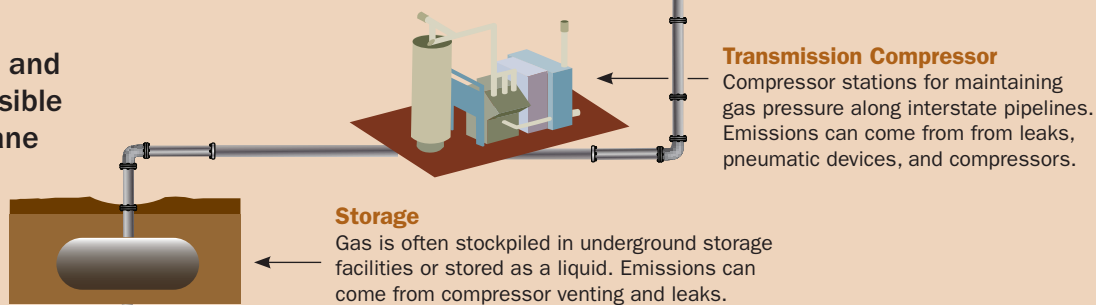 and
sible
ane
Transmission Compressor
Compressor stations for maintaining
gas pressure along interstate pipelines.
Emissions can come from from leaks,
pneumatic devices, and compressors.
Storage
Gas is often stockpiled in underground storage
facilities or stored as a liquid. Emissions can
come from compressor venting and leaks.